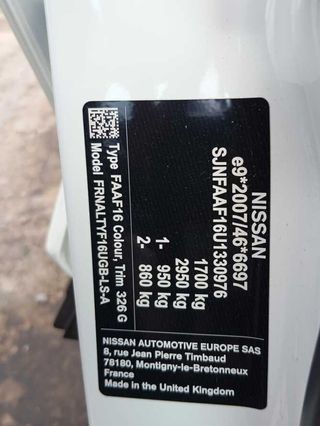 NISSAN
e9*2007/46*6697
SJNFAAF16U1330976
1700 kg
2950 kg
1- 950 kg
2- 860 kg
Type FAAF16 Colour, Trim 326 G
Model FRNALTYF16UGB-LS-A
NISSAN AUTOMOTIVE EUROPE SAS
8, rue Jean Pierre Timbaud
78180, Montigny-le-Bretonneux
France
Made in the United Kingdom